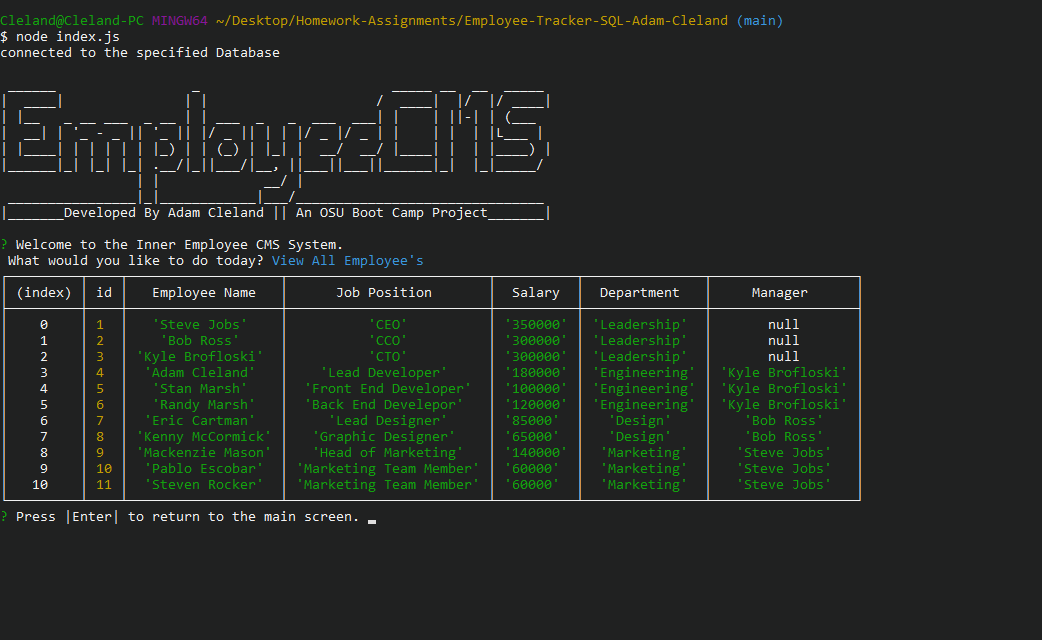 Cleland@Cleland-PC MINGW64 ~/Desktop/Homework-Assignments/Employee-Tracker-SQL-Adam-Cleland (main)
$ node index.js
connected to the specified Database
EmployeeCMS
|_______Developed By Adam Cleland || An OSU Boot Camp Project_______|
? Welcome to the Inner Employee CMS System.
What would you like to do today? View All Employee's
(index) id Employee Name Job Position Salary Department Manager
0 1 'Steve Jobs' 'CEO' '350000' 'Leadership' null
1 2 'Bob Ross' 'CCO' '300000' 'Leadership' null
2 3 'Kyle Brofloski' 'CTO' '300000' 'Leadership' null
3 4 'Adam Cleland' 'Lead Developer' '180000' 'Engineering' 'Kyle Brofloski'
4 5 'Stan Marsh' 'Front End Developer' '100000' 'Engineering' 'Kyle Brofloski'
5 6 'Randy Marsh' 'Back End Develepor' '120000' 'Engineering' 'Kyle Brofloski'
6 7 'Eric Cartman' 'Lead Designer' '85000' 'Design' 'Bob Ross'
7 8 'Kenny McCormick' 'Graphic Designer' '65000' 'Design' 'Bob Ross'
8 9 'Mackenzie Mason' 'Head of Marketing' '140000' 'Marketing' 'Steve Jobs'
9 10 'Pablo Escobar' 'Marketing Team Member' '60000' 'Marketing' 'Steve Jobs'
10 11 'Steven Rocker' 'Marketing Team Member' '60000' 'Marketing' 'Steve Jobs'
? Press |Enter| to return to the main screen.